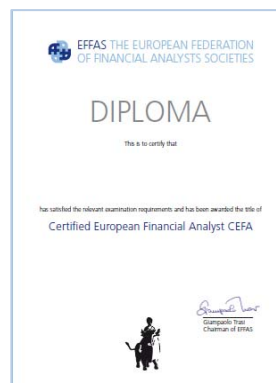 EFFAS THE EUROPEAN FEDERATION
OF FINANCIAL ANALYSTS SOCIETIES
DIPLOMA
This is to certify that
has satisfied the relevant examination requirements and has been awarded the title of
Certified European Financial Analyst CEFA
Giampaolo Trasi
Chairman of EFFAS